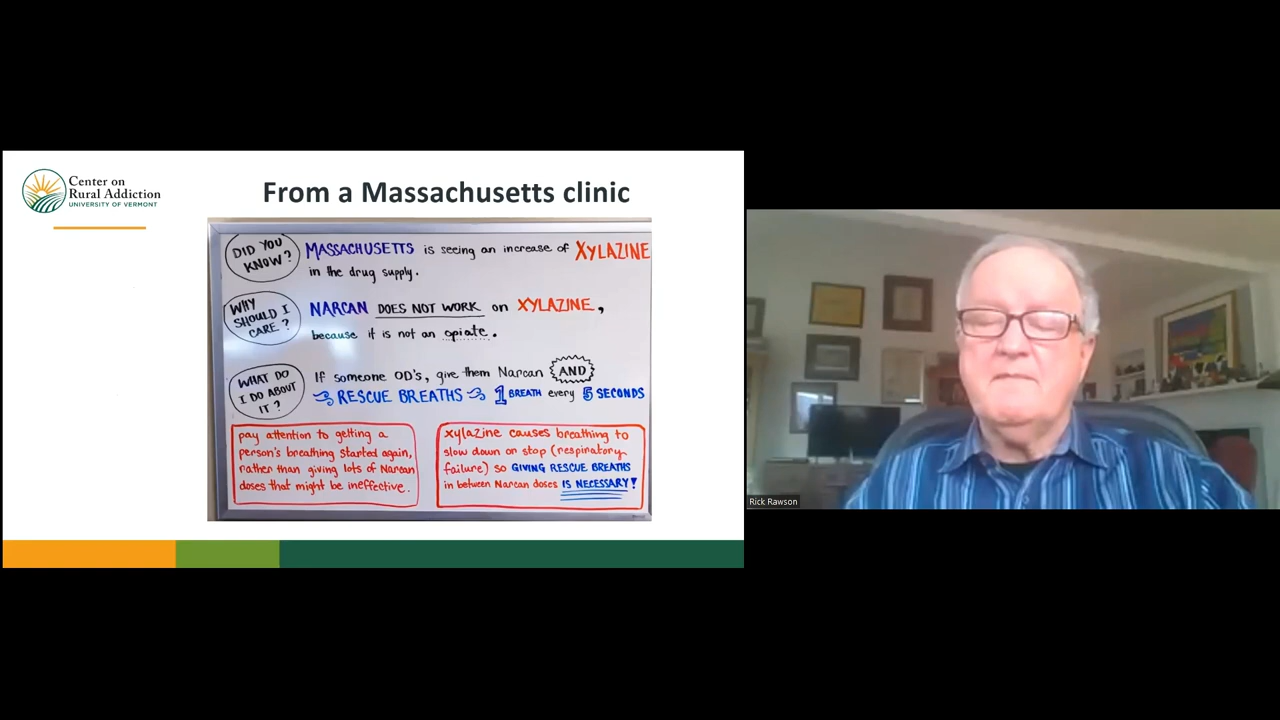 Center on
Rural Addiction
UNIVERSITY OF VERMONT
From a Massachusetts clinic
DID YOU
KNOW?
MASSACHUSETTS is seeing an increase of XYLAZINE
in the drug supply.
WHY
SHOULD I
CARE?
NARCAN DOES NOT WORK on XYLAZINE,
because it is not an opiate.
WHAT DO
I DO ABOUT
IT?
If someone OD's, give them Narcan AND
RESCUE BREATHS 1 BREATH every 5 SECONDS
pay attention to getting a
person's breathing started again,
rather than giving lots of Narcan
doses that might be ineffective.
xylazine causes breathing to
slow down or stop (respiratory
failure) so GIVING RESCUE BREATHS
in between Narcan doses IS NECESSARY!
Rick Rawson